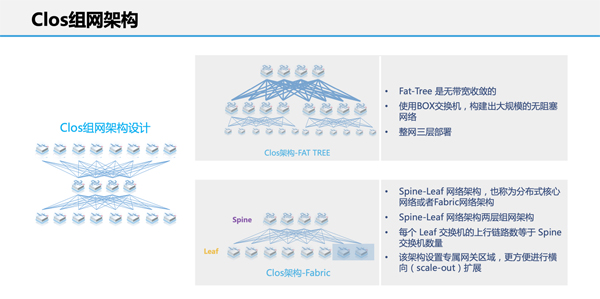 Clos组网架构
Clos组网架构设计
Clos架构-FAT TREE
• Fat-Tree 是无带宽收敛的
• 使用BOX交换机，构建出大规模的无阻塞
网络
• 整网三层部署
Spine
Leaf
Clos架构-Fabric
• Spine-Leaf 网络架构，也称为分布式核心
网络或者Fabric网络架构
• Spine-Leaf 网络架构两层组网架构
• 每个 Leaf 交换机的上行链路数等于 Spine
交换机数量
• 该架构设置专属网关区域，更方便进行横
向（scale-out）扩展